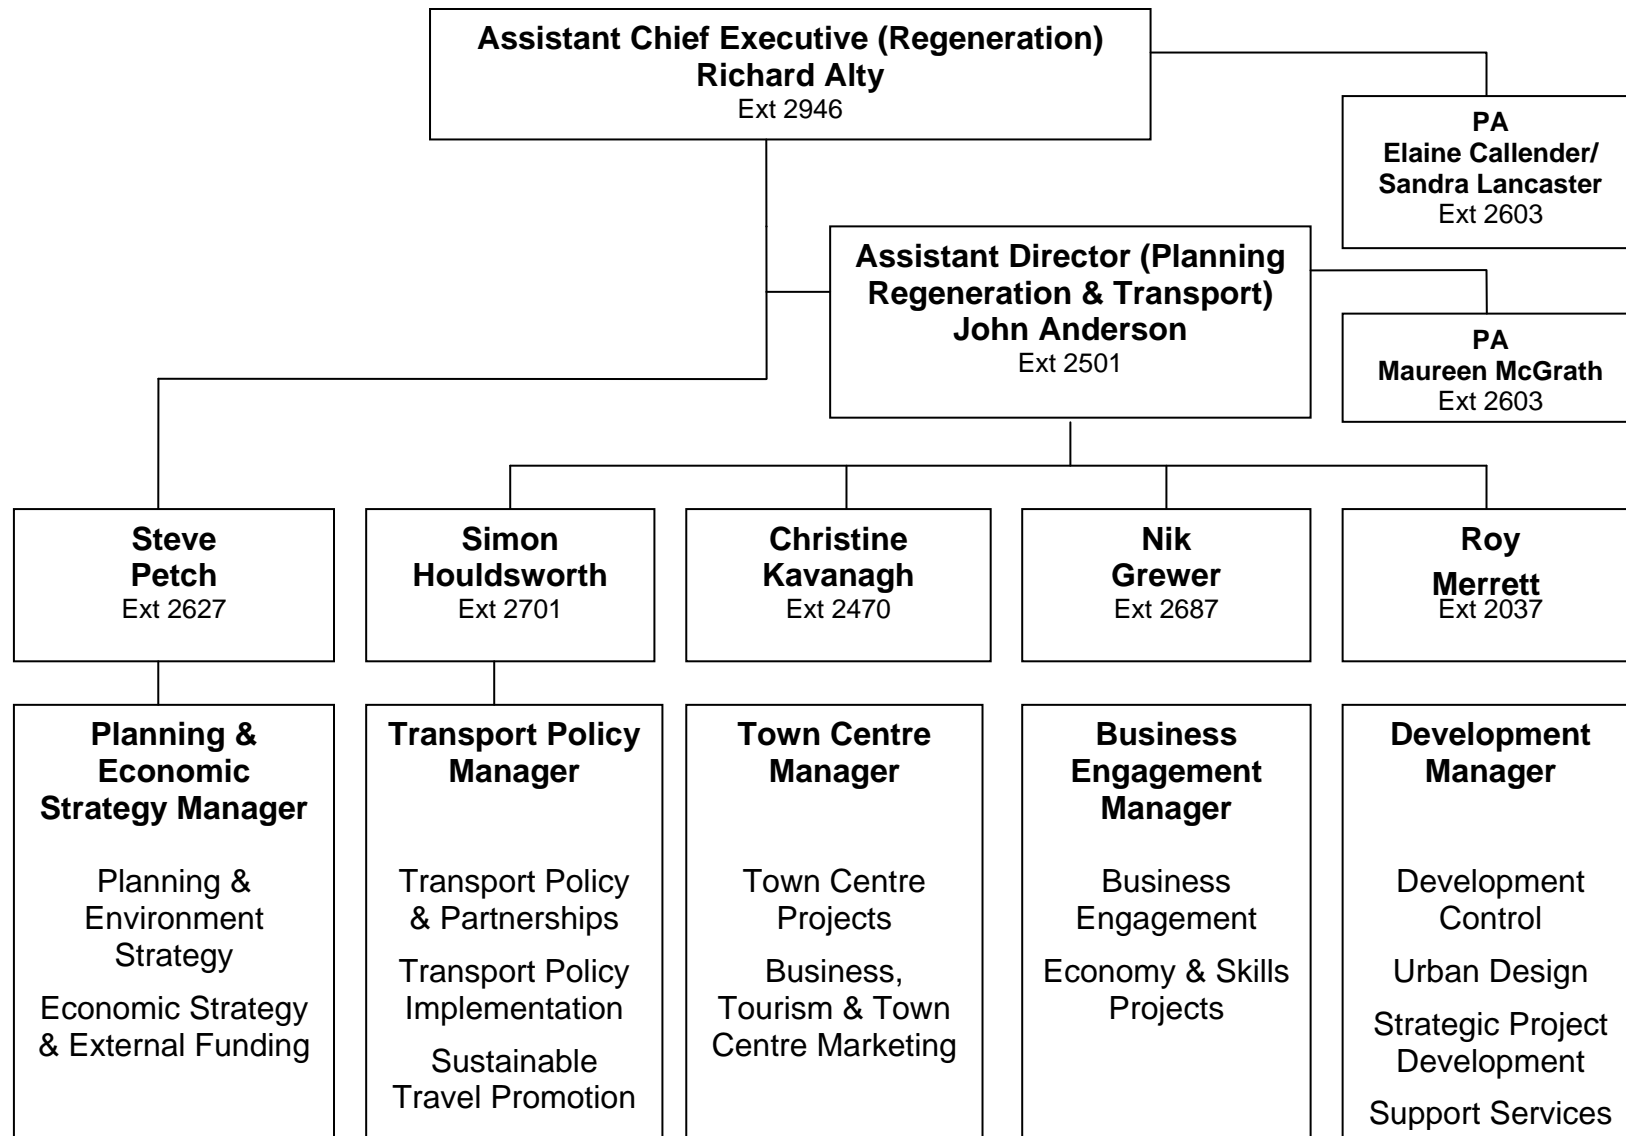 Assistant Chief Executive (Regeneration)
Richard Alty
Ext 2946
PA
Elaine Callender/
Sandra Lancaster
Ext 2603
Assistant Director (Planning
Regeneration & Transport)
John Anderson
Ext 2501
PA
Maureen McGrath
Ext 2603
Steve
Petch
Ext 2627
Simon
Houldsworth
Ext 2701
Christine
Kavanagh
Ext 2470
Nik
Grewer
Ext 2687
Roy
Merrett
Ext 2037
Planning &
Economic
Strategy Manager
Planning &
Environment
Strategy
Economic Strategy
& External Funding
Transport Policy
Manager
Transport Policy
& Partnerships
Transport Policy
Implementation
Sustainable
Travel Promotion
Town Centre
Manager
Town Centre
Projects
Business,
Tourism & Town
Centre Marketing
Business
Engagement
Manager
Business
Engagement
Economy & Skills
Projects
Development
Manager
Development
Control
Urban Design
Strategic Project
Development
Support Services